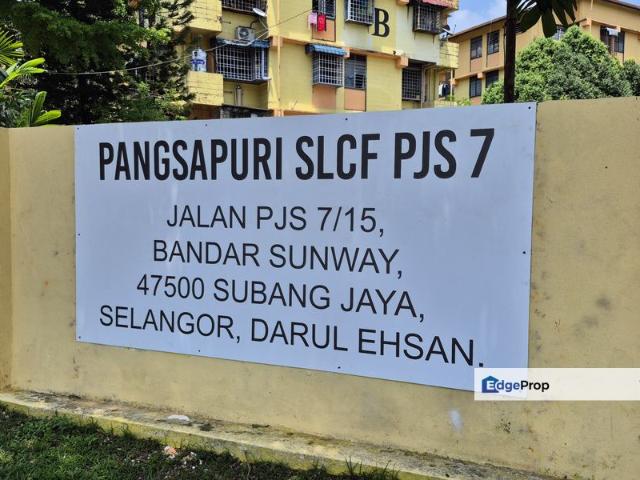 B
PANGSAPURI SLCF PJS 7
JALAN PJS 7/15,
BANDAR SUNWAY,
47500 SUBANG JAYA,
SELANGOR, DARUL EHSAN.
EdgeProp